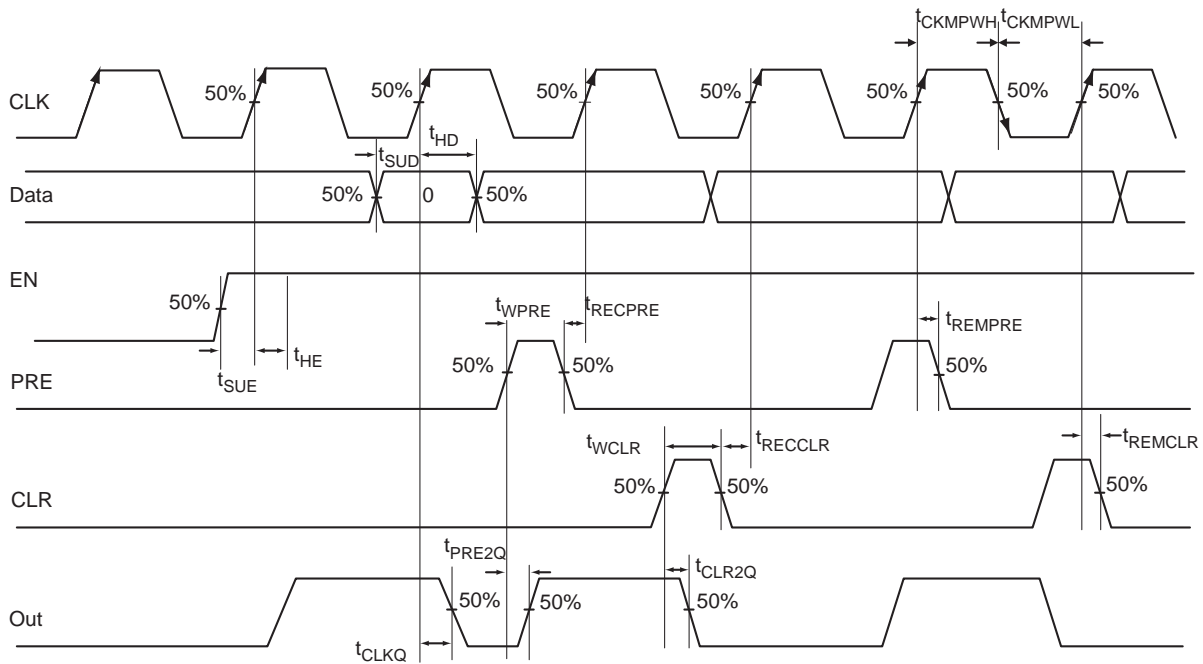 tCKMPWH tCKMPWL
CLK
50% 50% 50% 50% 50% 50% 50%
tSUD tHD
Data
50% 0 50%
EN
50%
tSUE tHE
tWPRE tRECPRE
tREMPRE
PRE
50% 50% 50%
tWCLR tRECCLR
tREMCLR
CLR
50% 50% 50%
tPRE2Q
tCLR2Q
Out
50% 50% 50%
tCLKQ